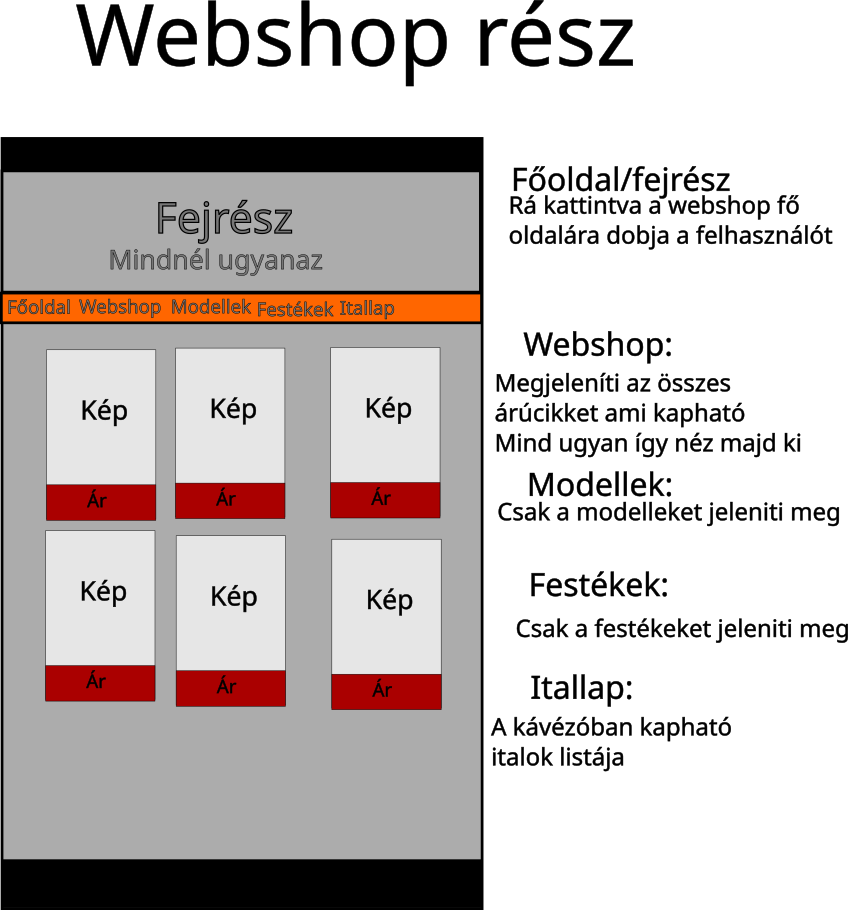 Webshop rész
Fejrész
Mindnél ugyanaz
Főoldal Webshop Modellek Festékek Itallap
Kép Kép Kép
Ár Ár Ár
Kép Kép Kép
Ár Ár Ár
Főoldal/fejrész
Rá kattintva a webshop fő
oldalára dobja a felhasználót
Webshop:
Megjeleníti az összes
árúcikket ami kapható
Mind ugyan így néz majd ki
Modellek:
Csak a modelleket jeleniti meg
Festékek:
Csak a festékeket jeleniti meg
Itallap:
A kávézóban kapható
italok listája